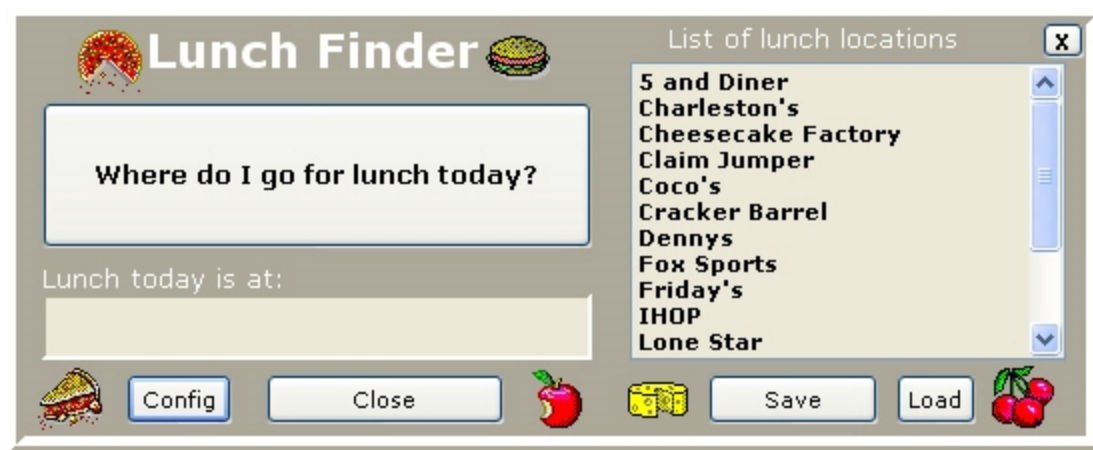 Lunch Finder
Where do I go for lunch today?
Lunch today is at:
Config
Close
List of lunch locations
X
5 and Diner
Charleston's
Cheesecake Factory
Claim Jumper
Coco's
Cracker Barrel
Dennys
Fox Sports
Friday's
IHOP
Lone Star
Save
Load